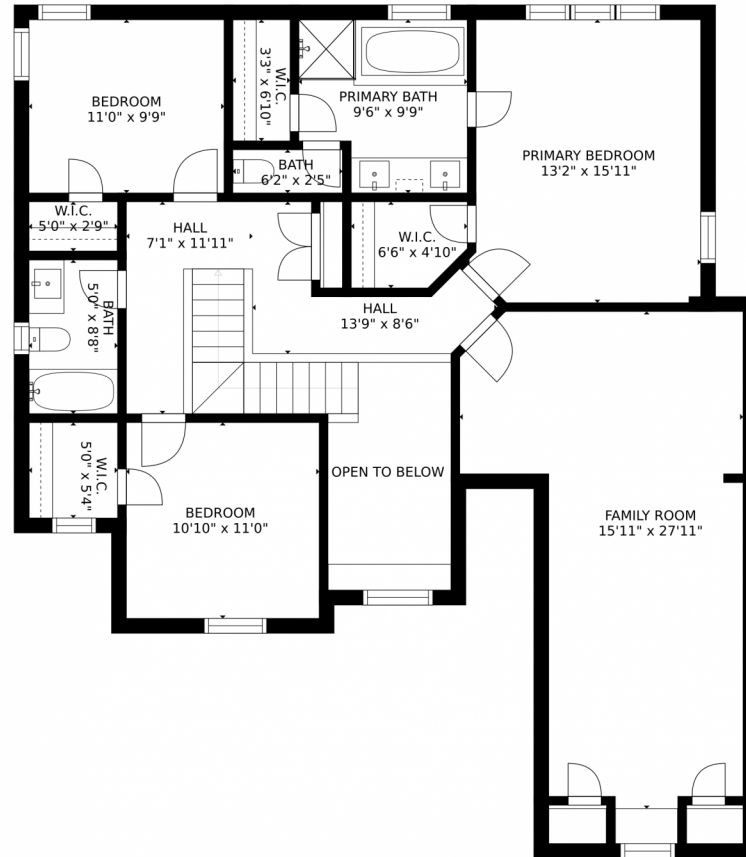 BEDROOM
11'0" x 9'9"
W.I.C.
3'3" x 6'10"
PRIMARY BATH
9'6" x 9'9"
PRIMARY BEDROOM
13'2" x 15'11"
BATH
6'2" x 2'5"
W.I.C.
5'0" x 2'9"
HALL
7'1" x 11'11"
W.I.C.
6'6" x 4'10"
BATH
5'0" x 8'8"
HALL
13'9" x 8'6"
W.I.C.
5'0" x 5'4"
OPEN TO BELOW
BEDROOM
10'10" x 11'0"
FAMILY ROOM
15'11" x 27'11"